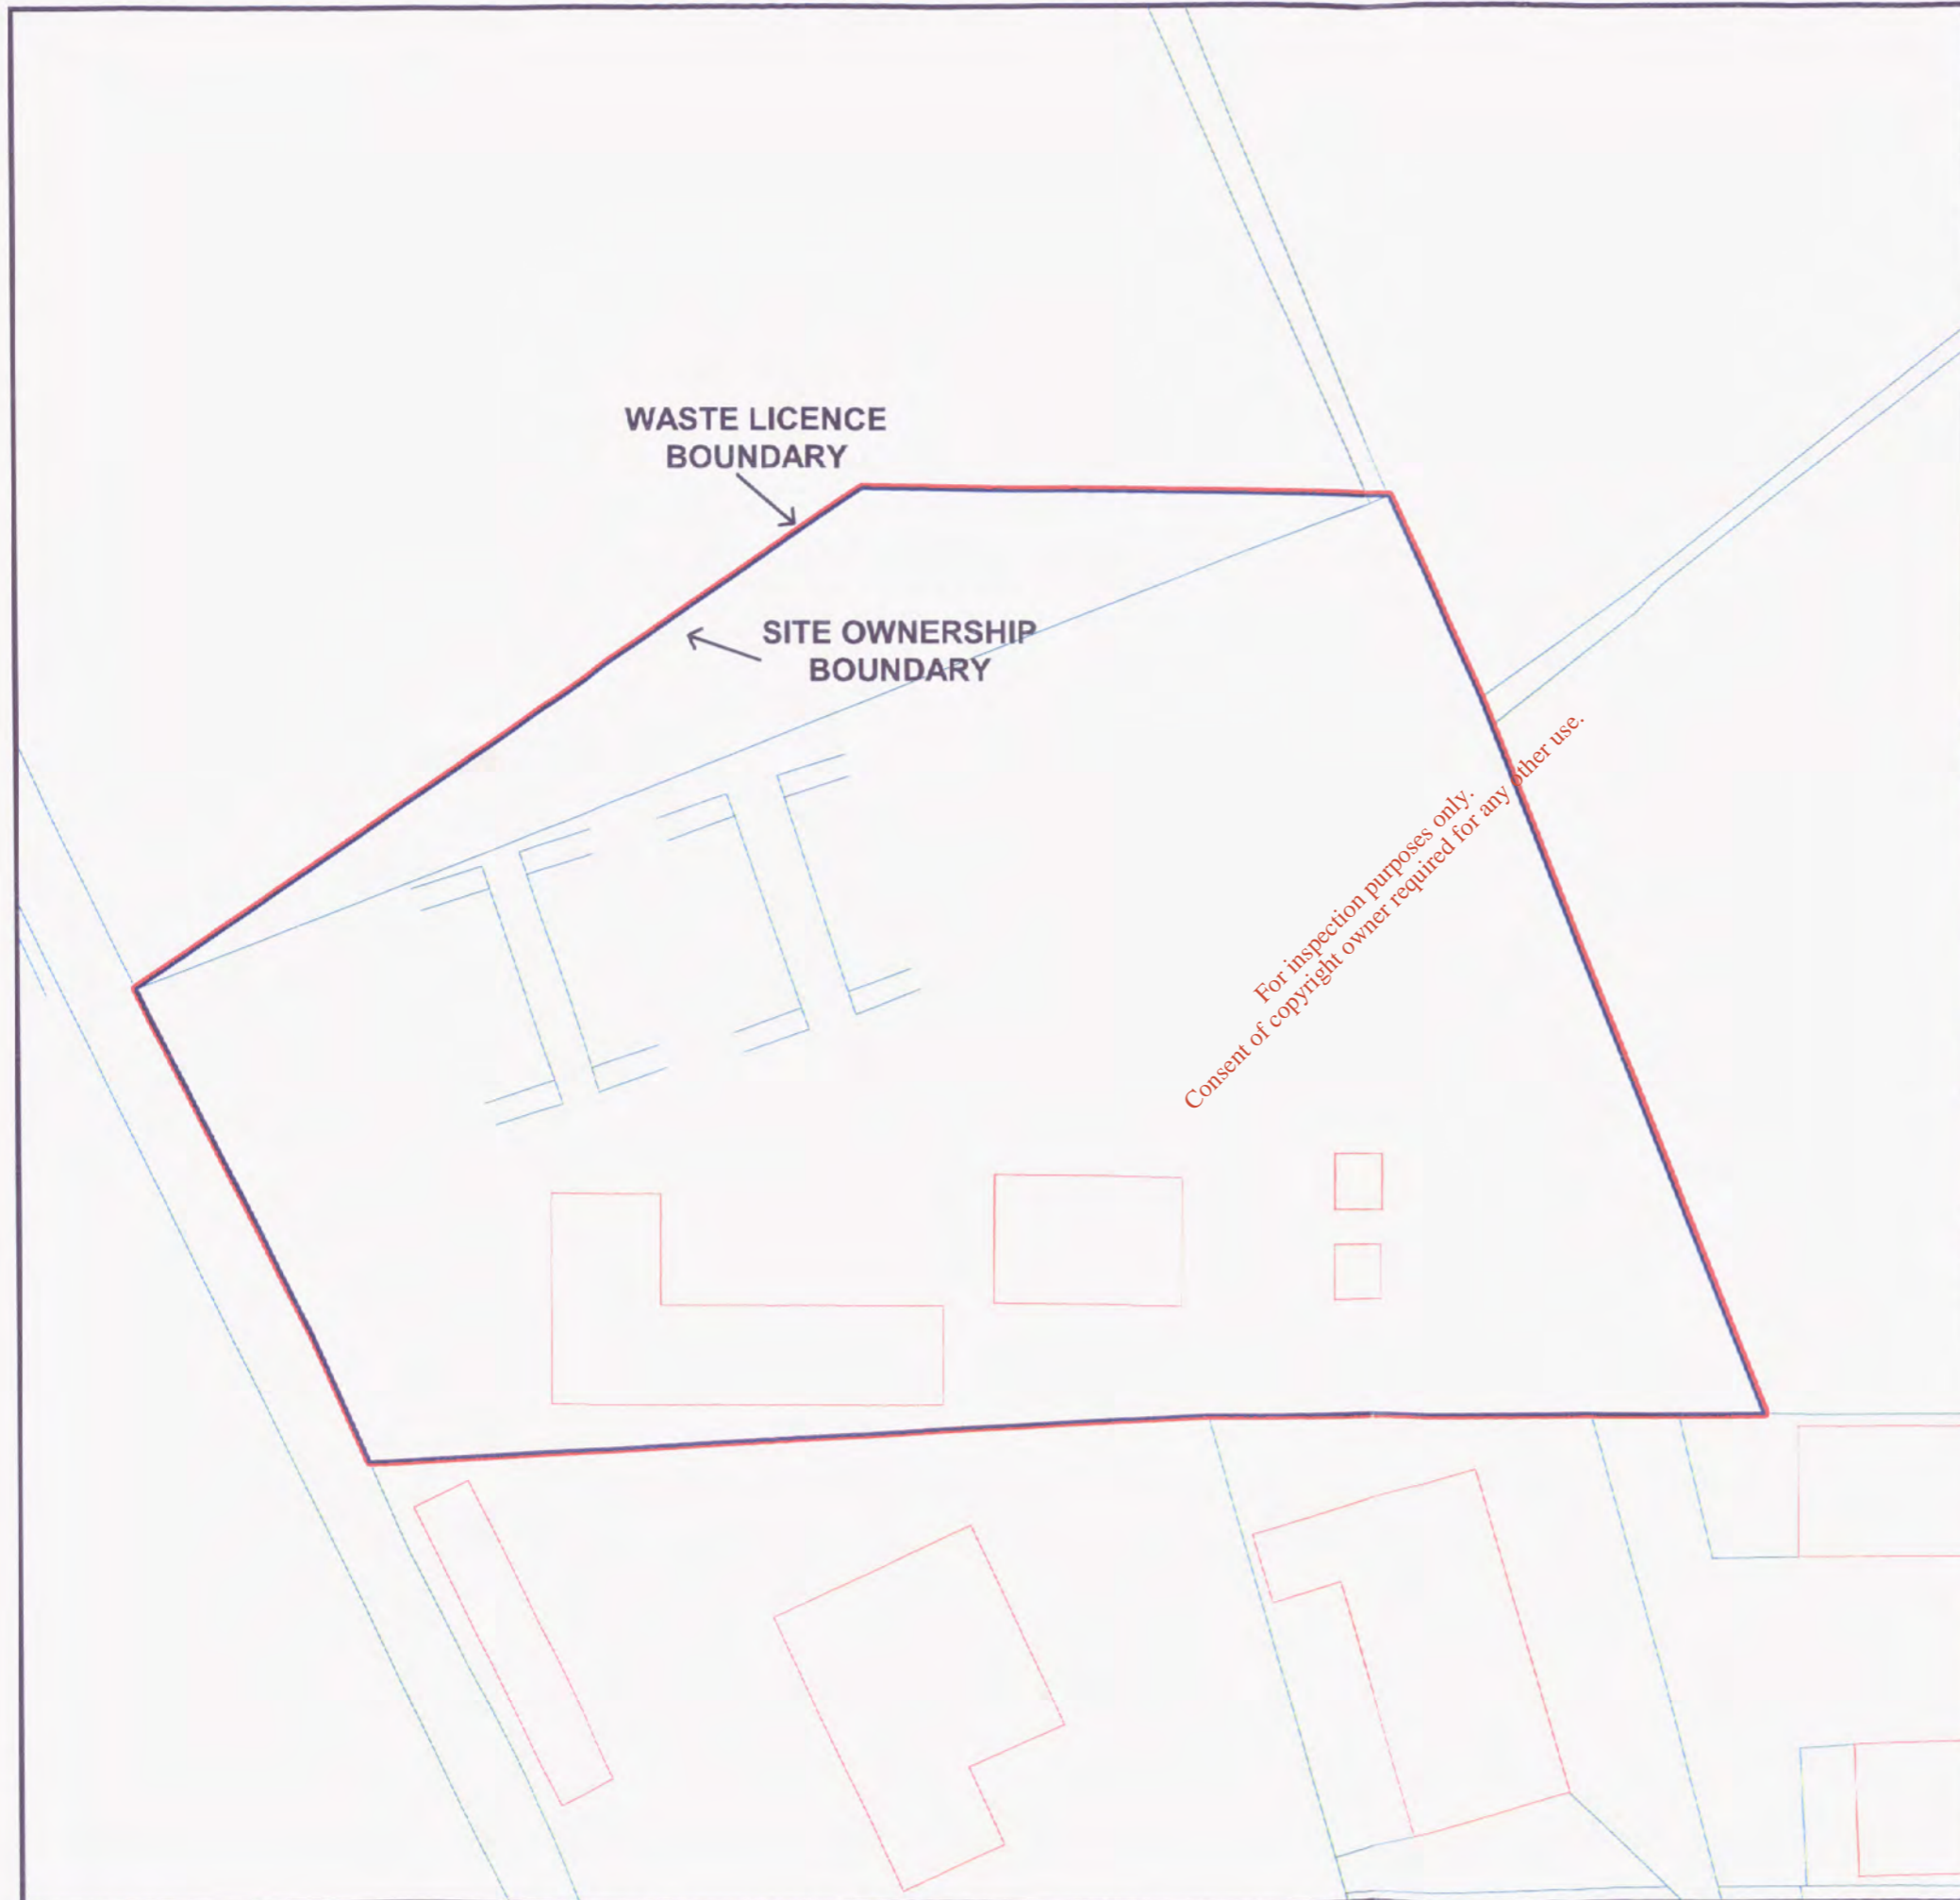 WASTE LICENCE
BOUNDARY
SITE OWNERSHIP
BOUNDARY
For inspection purposes only.
Consent of copyright owner required for any other use.